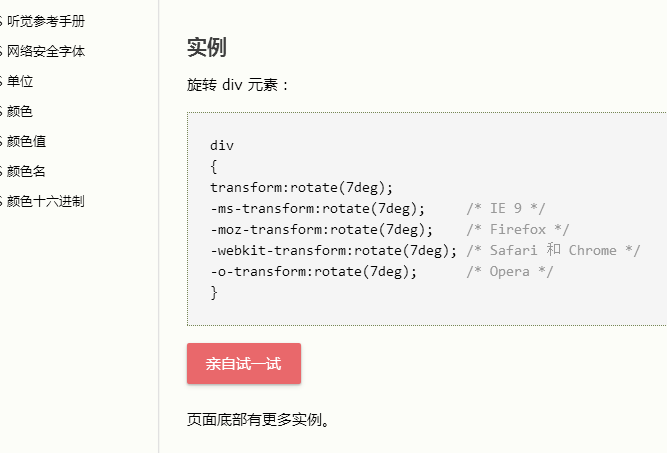 听觉参考手册
网络安全字体
单位
颜色
颜色值
颜色名
颜色十六进制
实例
旋转 div 元素：
div
{
transform:rotate(7deg);
-ms-transform:rotate(7deg); /* IE 9 */
-moz-transform:rotate(7deg); /* Firefox */
-webkit-transform:rotate(7deg); /* Safari 和 Chrome */
-o-transform:rotate(7deg); /* Opera */
}
亲自试一试
页面底部有更多实例。